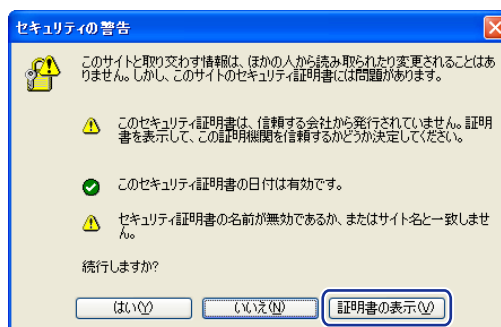 セキュリティの警告
このサイトと取り交わす情報は、ほかの人から読み取られたり変更されることはあ
りません。しかし、このサイトのセキュリティ証明書には問題があります。
このセキュリティ証明書は、信頼する会社から発行されていません。証明
書を表示して、この証明機関を信頼するかどうか決定してください。
このセキュリティ証明書の日付は有効です。
セキュリティ証明書の名前が無効であるか、またはサイト名と一致しませ
ん。
続行しますか?
はい(Y) いいえ(N) 証明書の表示(V)